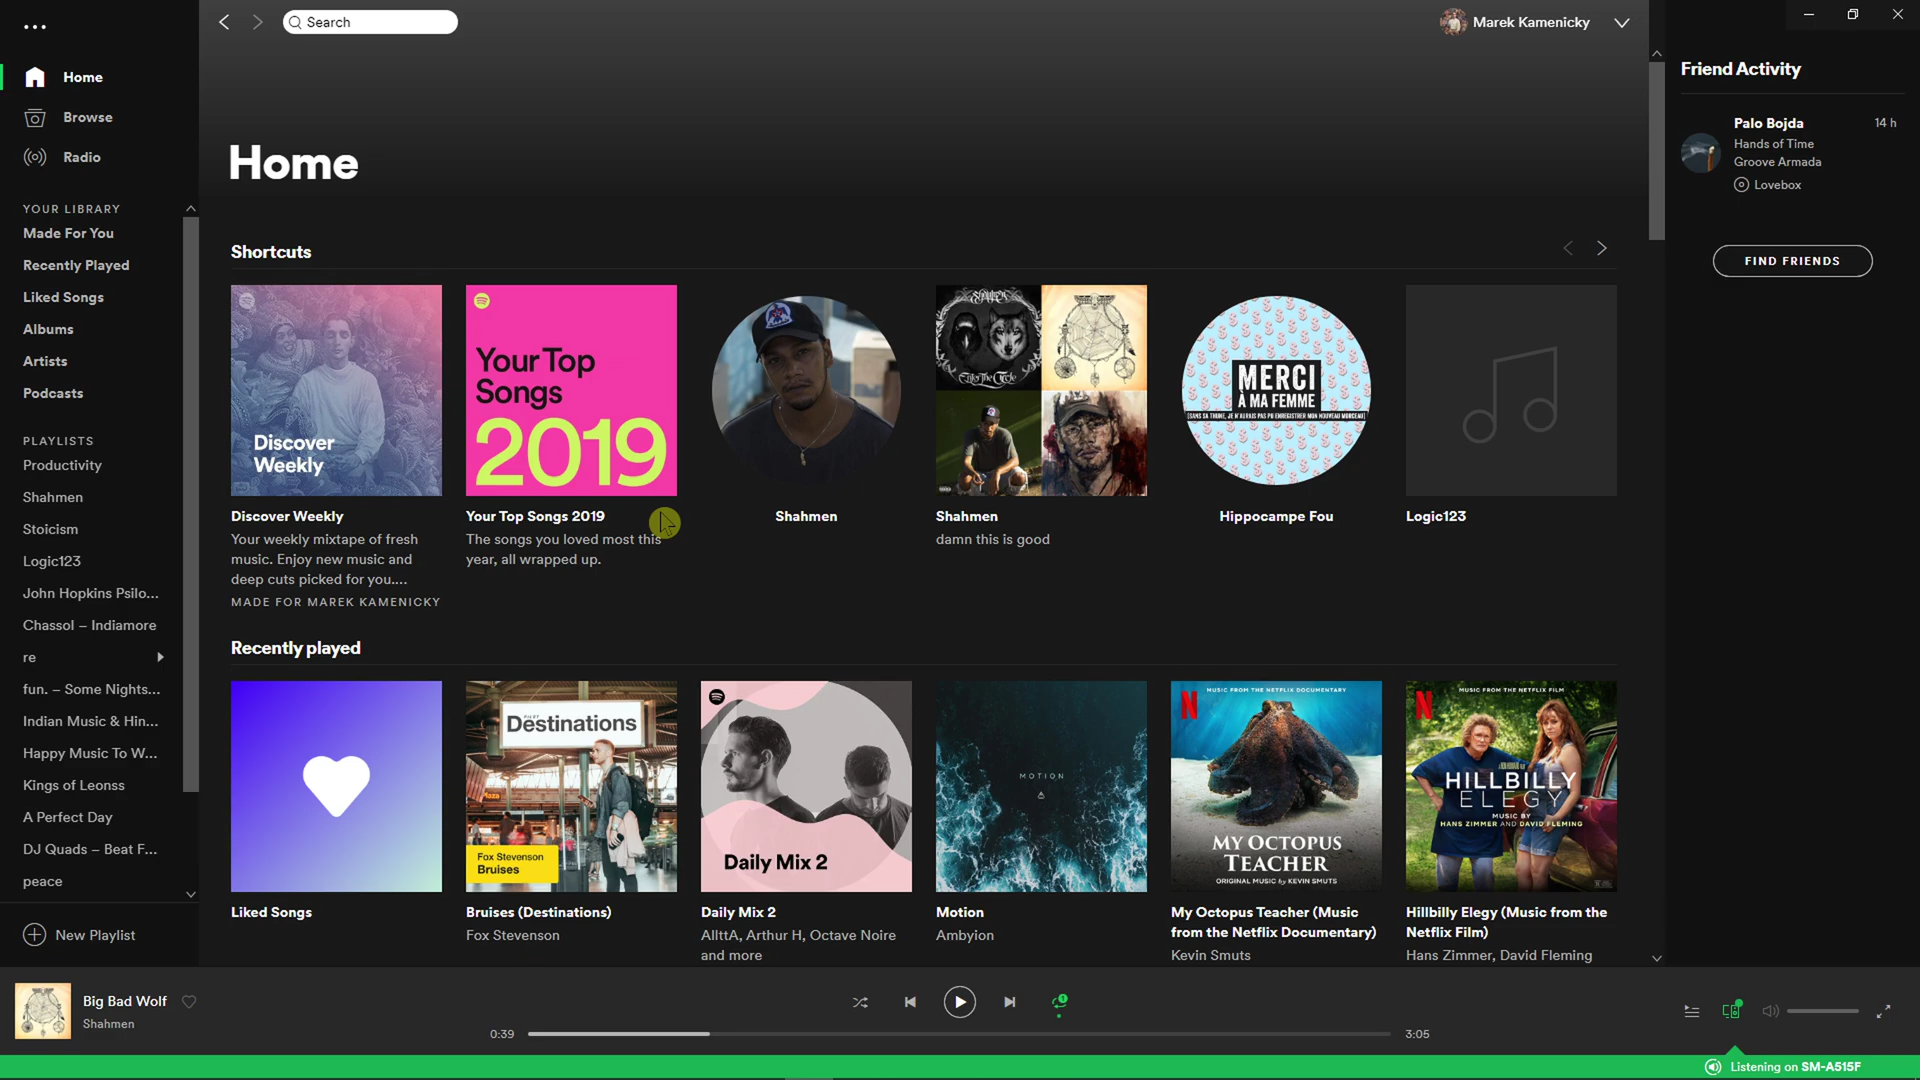 Search
Marek Kamenicky
Home
Browse
Radio
YOUR LIBRARY
Made For You
Recently Played
Liked Songs
Albums
Artists
Podcasts
PLAYLISTS
Productivity
Shahmen
Stoicism
Logic123
John Hopkins Psilo...
Chassol – Indiamore
re
fun. – Some Nights...
Indian Music & Hin...
Happy Music To W...
Kings of Leonss
A Perfect Day
DJ Quads – Beat F...
peace
New Playlist
Home
Shortcuts
Discover
Weekly
Your Top
Songs
2019
MERCI
À MA FEMME
Discover Weekly
Your weekly mixtape of fresh
music. Enjoy new music and
deep cuts picked for you....
MADE FOR MAREK KAMENICKY
Your Top Songs 2019
The songs you loved most this
year, all wrapped up.
Shahmen
Shahmen
damn this is good
Hippocampe Fou
Logic123
Recently played
Destinations
Fox Stevenson
Bruises
Daily Mix 2
MOTION
N
MUSIC FROM THE NETFLIX DOCUMENTARY
MY OCTOPUS
TEACHER
ORIGINAL MUSIC by KEVIN SMUTS
N
MUSIC FROM THE NETFLIX FILM
HILLBILLY
ELEGY
MUSIC BY
HANS ZIMMER AND DAVID FLEMING
Liked Songs
Bruises (Destinations)
Fox Stevenson
Daily Mix 2
AllttA, Arthur H, Octave Noire
and more
Motion
Ambyion
My Octopus Teacher (Music
from the Netflix Documentary)
Kevin Smuts
Hillbilly Elegy (Music from the
Netflix Film)
Hans Zimmer, David Fleming
Friend Activity
Palo Bojda
14 h
Hands of Time
Groove Armada
Lovebox
FIND FRIENDS
Big Bad Wolf
Shahmen
0:39
3:05
Listening on SM-A515F